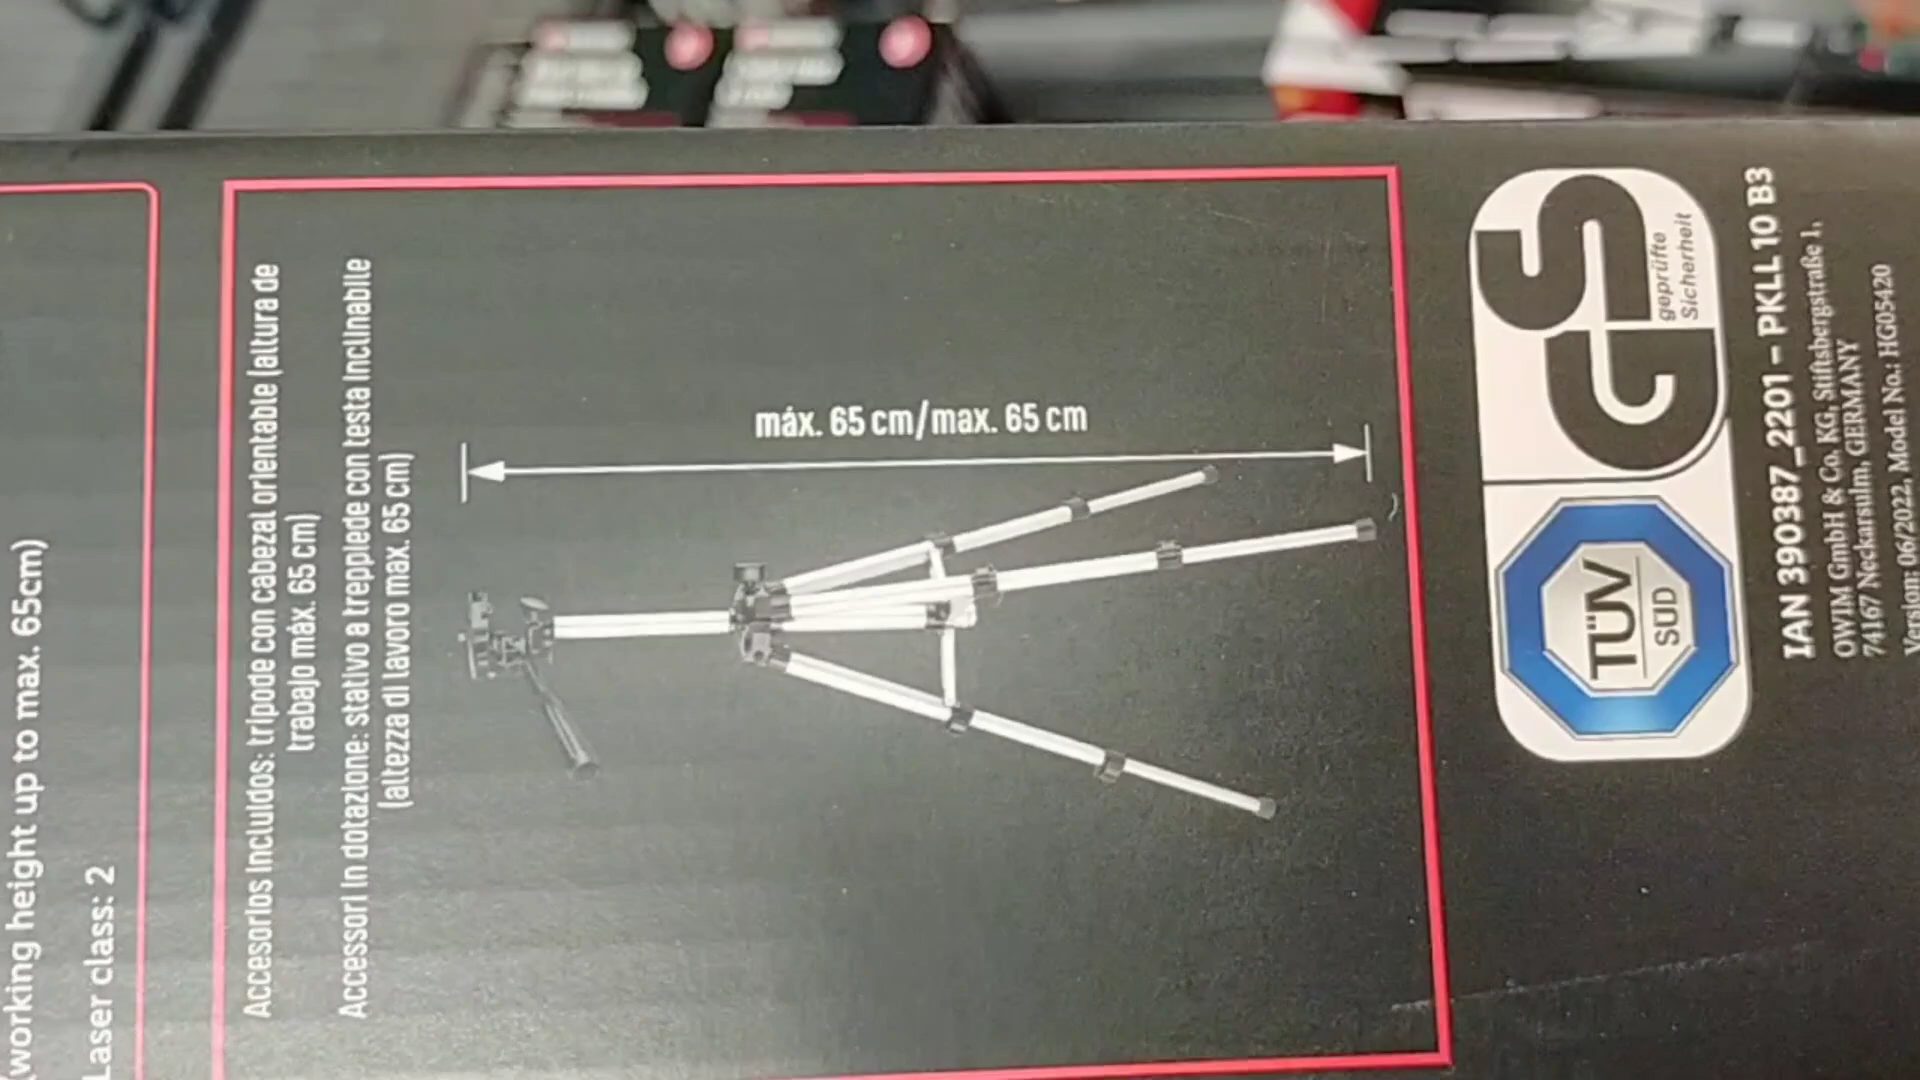 (working height up to max. 65cm)
Laser class: 2
Accesorios incluidos: trípode con cabezal orientable (altura de
trabajo máx. 65 cm)
Accessori in dotazione: stativo a treppiede con testa inclinabile
(altezza di lavoro max. 65 cm)
máx. 65 cm/max. 65 cm
GS
geprüfte
Sicherheit
TÜV
SÜD
IAN 390387_2201 – PKLL 10 B3
OWIM GmbH & Co. KG, Stiftsbergstraße 1,
74167 Neckarsulm, GERMANY
Version: 06/2022, Model No.: HG05420